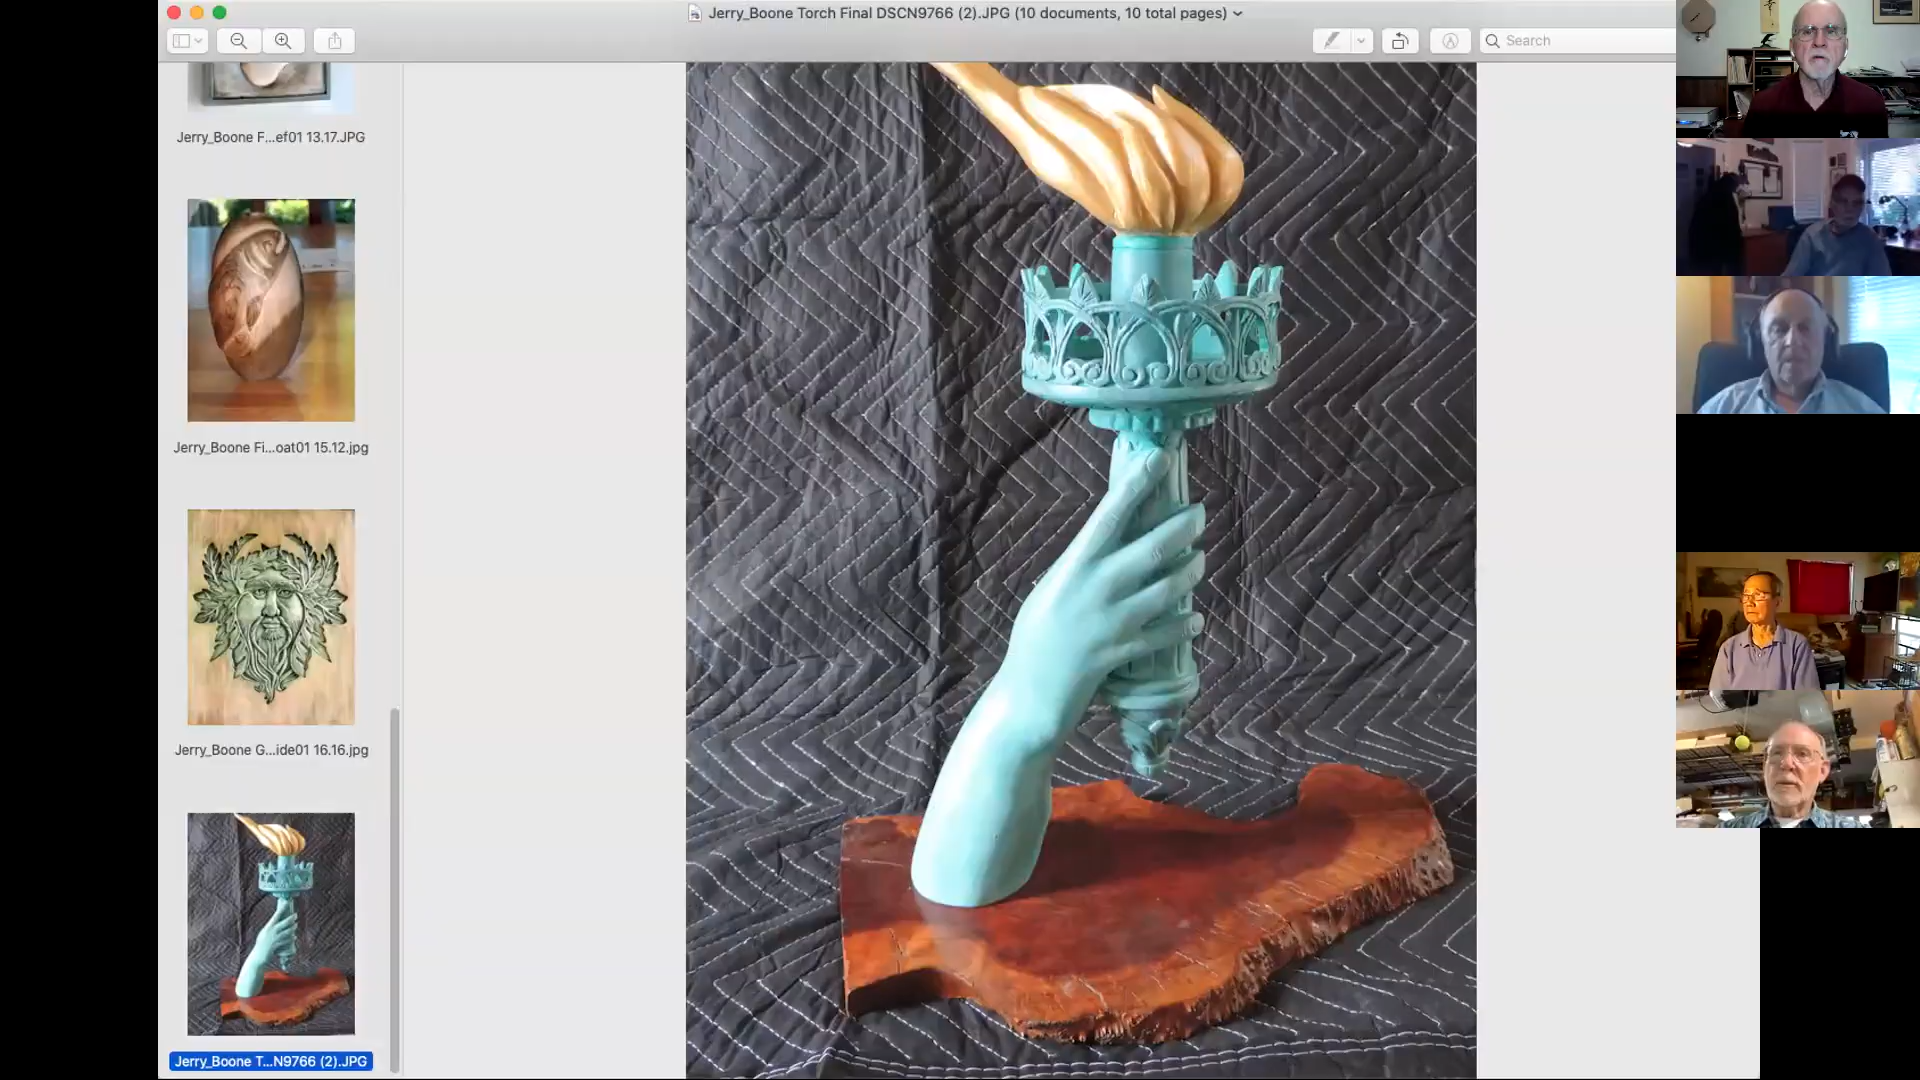 Jerry_Boone Torch Final DSCN9766 (2).JPG (10 documents, 10 total pages)
Search
Jerry_Boone F...ef01 13.17.JPG
Jerry_Boone Fi...oat01 15.12.jpg
Jerry_Boone G...ide01 16.16.jpg
Jerry_Boone T...N9766 (2).JPG